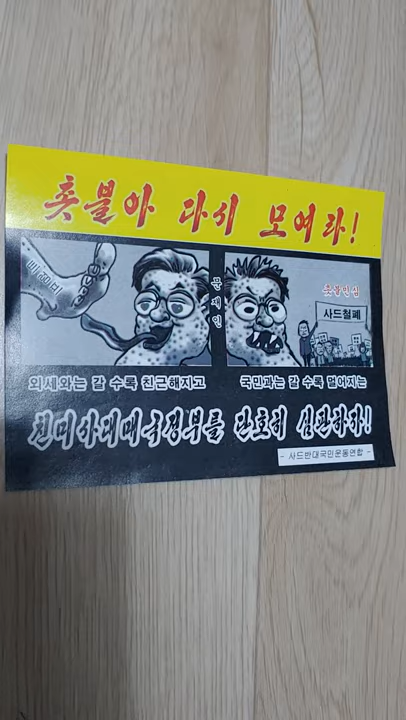 촛불아 다시 모여라!
문재인
촛불민심
사드철폐
외세와는 갈 수록 친근해지고
국민과는 갈 수록 멀어지는
친미사대매국정부를 단호히 심판하자!
- 사드반대국민운동연합 -